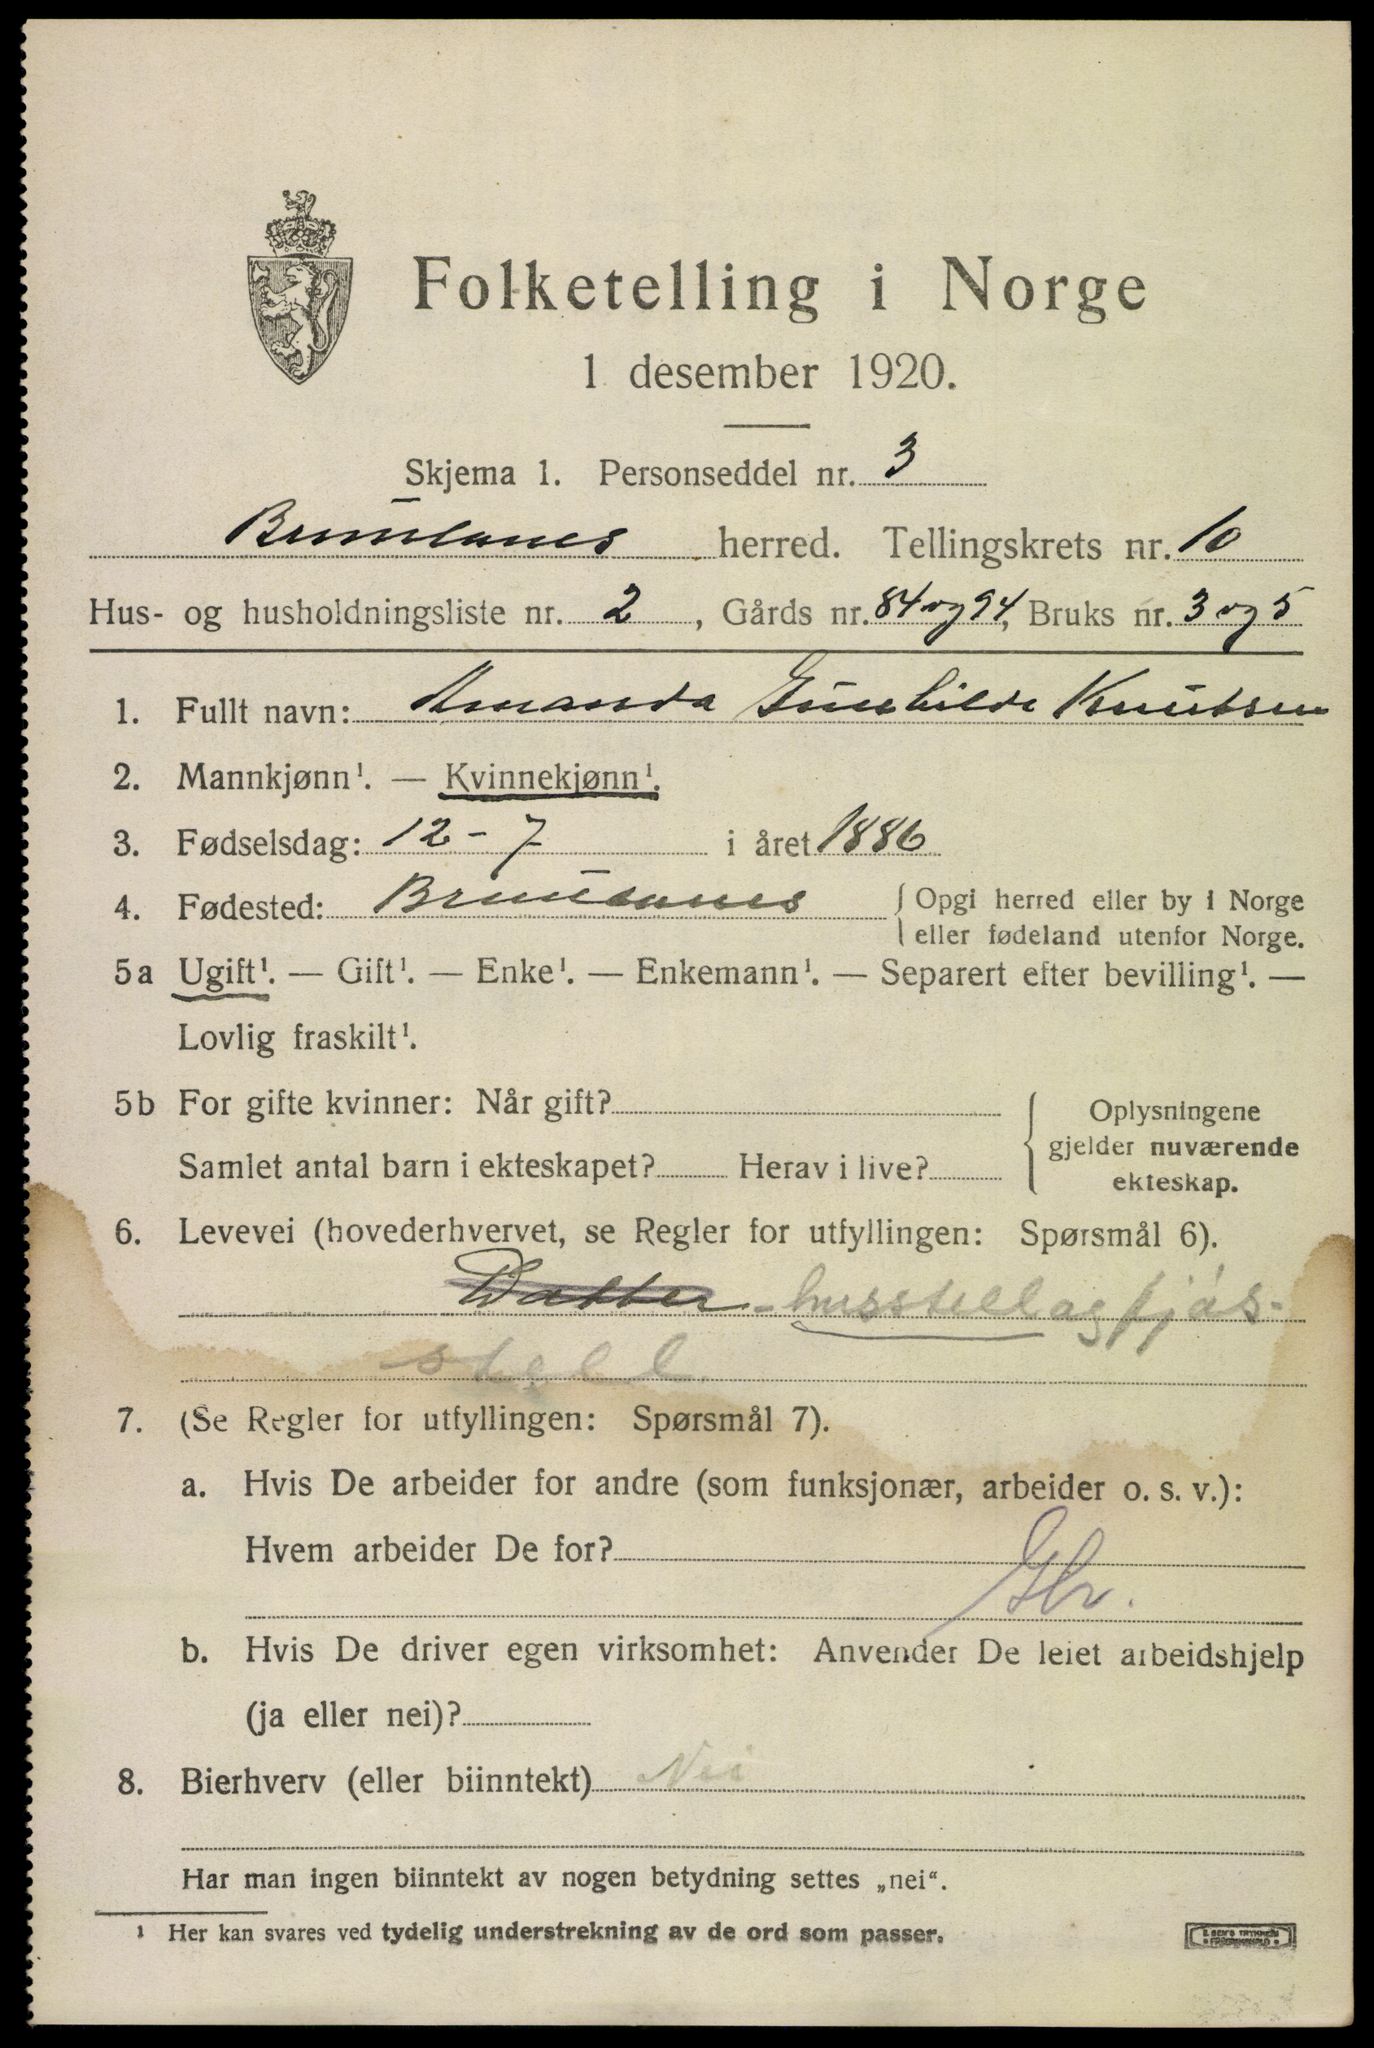 Folketelling i Norge
1 desember 1920.
Skjema 1. Personseddel nr. 3
Brunlanes herred. Tellingskrets nr. 10
Hus- og husholdningsliste nr. 2, Gårds nr. 84 og 94, Bruks nr. 3 og 5
1. Fullt navn: Amanda Gunhilde Knutsen
2. Mannkjønn¹. — Kvinnekjønn¹.
3. Fødselsdag: 12-7 i året 1886
4. Fødested: Brunlanes { Opgi herred eller by i Norge
eller fødeland utenfor Norge.
5a Ugift¹. — Gift¹. — Enke¹. — Enkemann¹. — Separert efter bevilling¹. —
Lovlig fraskilt¹.
5b For gifte kvinner: Når gift? { Oplysningene
gjelder nuværende
ekteskap.
Samlet antal barn i ekteskapet? Herav i live?
6. Levevei (hovederhvervet, se Regler for utfyllingen: Spørsmål 6).
Datter - husstell og fjøs-
stell
7. (Se Regler for utfyllingen: Spørsmål 7).
a. Hvis De arbeider for andre (som funksjonær, arbeider o. s. v.):
Hvem arbeider De for?
Gbr.
b. Hvis De driver egen virksomhet: Anvender De leiet arbeidshjelp
(ja eller nei)?
8. Bierhverv (eller biinntekt) Nei
Har man ingen biinntekt av nogen betydning settes „nei“.
¹ Her kan svares ved tydelig understrekning av de ord som passer.